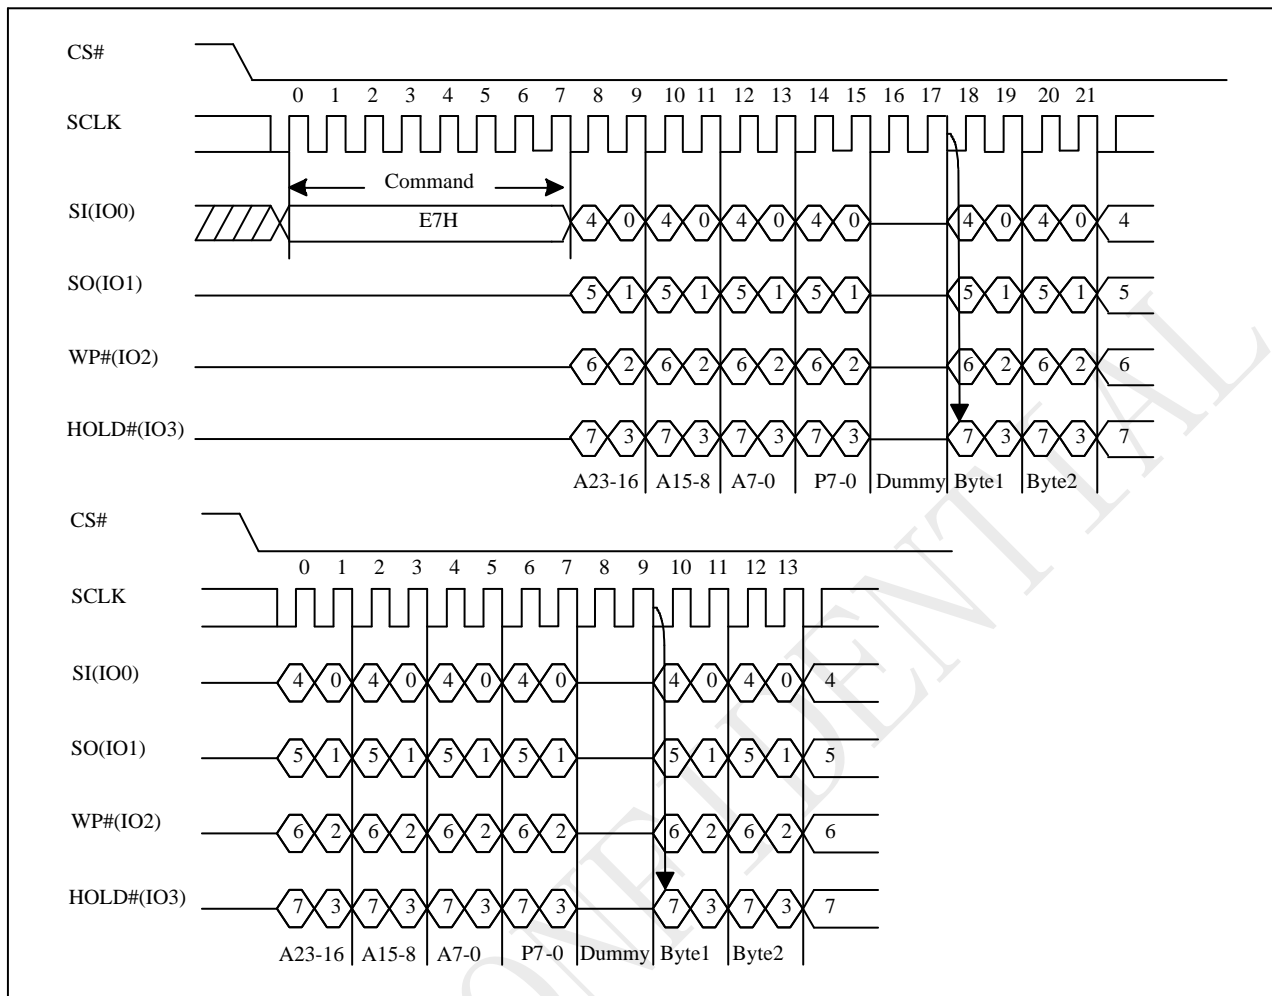 CS#
0 1 2 3 4 5 6 7 8 9 10 11 12 13 14 15 16 17 18 19 20 21
SCLK
Command
SI(IO0) E7H 4 0 4 0 4 0 4 0 4 0 4 0 4
SO(IO1) 5 1 5 1 5 1 5 1 5 1 5 1 5
WP#(IO2) 6 2 6 2 6 2 6 2 6 2 6 2 6
HOLD#(IO3) 7 3 7 3 7 3 7 3 7 3 7 3 7
A23-16 A15-8 A7-0 P7-0 Dummy Byte1 Byte2
CS#
0 1 2 3 4 5 6 7 8 9 10 11 12 13
SCLK
SI(IO0) 4 0 4 0 4 0 4 0 4 0 4 0 4
SO(IO1) 5 1 5 1 5 1 5 1 5 1 5 1 5
WP#(IO2) 6 2 6 2 6 2 6 2 6 2 6 2 6
HOLD#(IO3) 7 3 7 3 7 3 7 3 7 3 7 3 7
A23-16 A15-8 A7-0 P7-0 Dummy Byte1 Byte2
ONFIDENTIAL